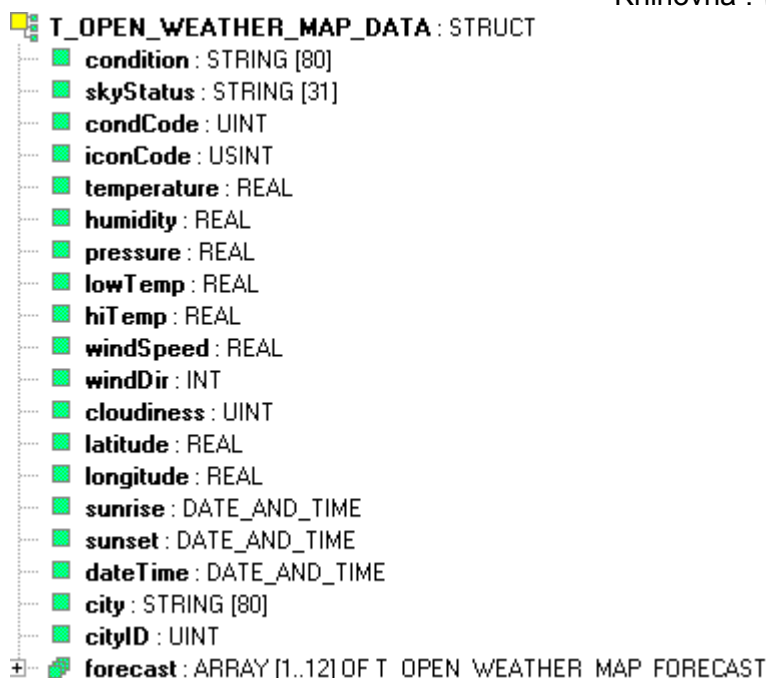 T_OPEN_WEATHER_MAP_DATA : STRUCT
condition : STRING [80]
skyStatus : STRING [31]
condCode : UINT
iconCode : USINT
temperature : REAL
humidity : REAL
pressure : REAL
lowTemp : REAL
hiTemp : REAL
windSpeed : REAL
windDir : INT
cloudiness : UINT
latitude : REAL
longitude : REAL
sunrise : DATE_AND_TIME
sunset : DATE_AND_TIME
dateTime : DATE_AND_TIME
city : STRING [80]
cityID : UINT
forecast : ARRAY [1..12] OF T_OPEN_WEATHER_MAP_FORECAST